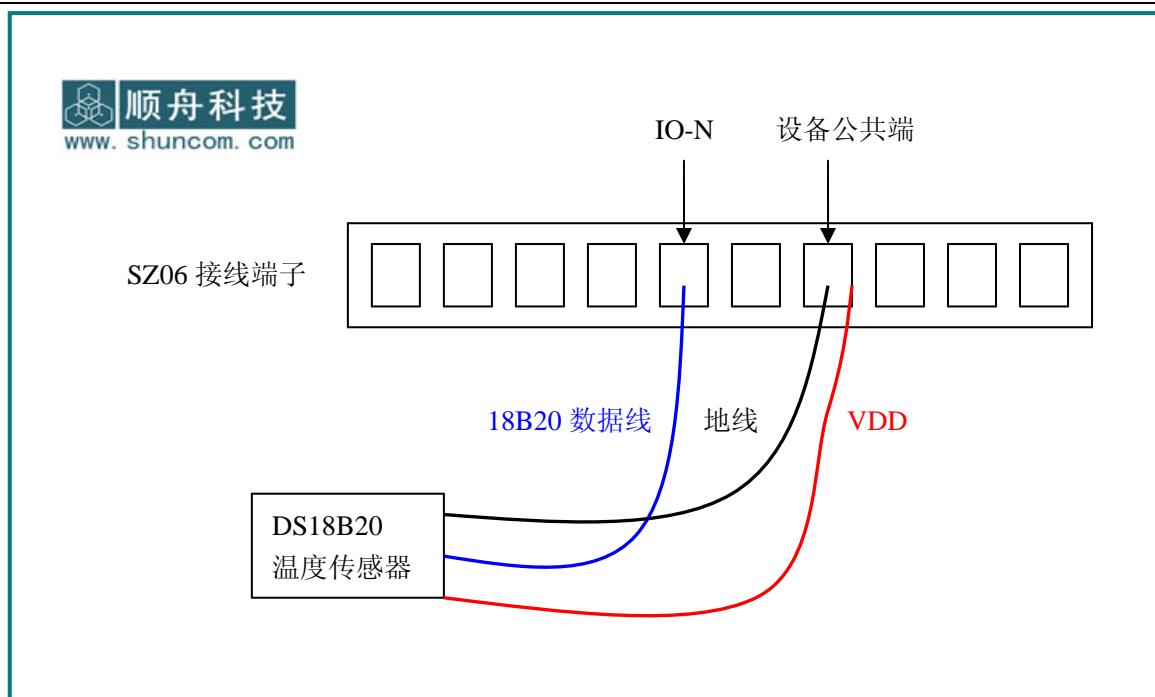 顺舟科技
www.shuncom.com
IO-N
设备公共端
SZ06 接线端子
18B20 数据线
地线
VDD
DS18B20
温度传感器